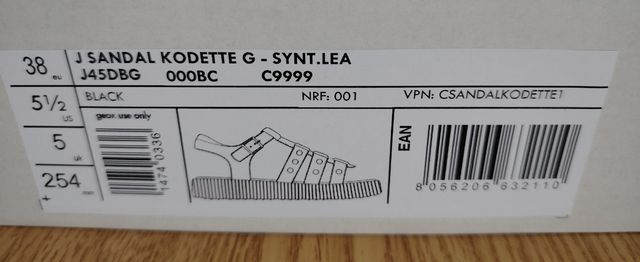 38 eu
J SANDAL KODETTE G - SYNT.LEA
J45DBG 000BC C9999
5½ us
BLACK NRF: 001 VPN: CSANDALKODETTE1
geox use only
5 uk
254 mm
+
1474 0336
EAN
8 056206 632110